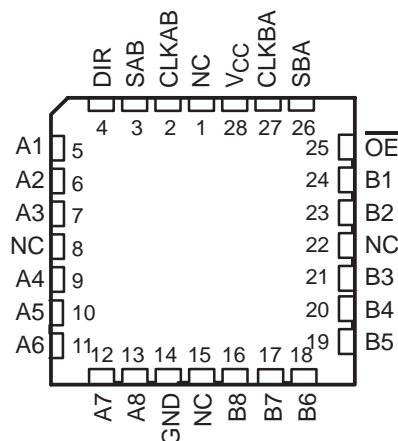 DIR SAB CLKAB NC VCC CLKBA SBA
4 3 2 1 28 27 26
A1 5 25 OE
A2 6 24 B1
A3 7 23 B2
NC 8 22 NC
A4 9 21 B3
A5 10 20 B4
A6 11 19 B5
12 13 14 15 16 17 18
A7 A8 GND NC B8 B7 B6